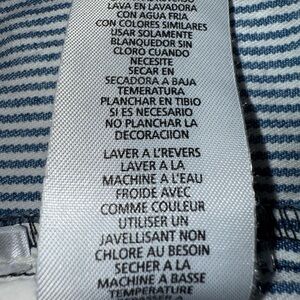 LAVA EN LAVADORA
CON AGUA FRIA
CON COLORES SIMILARES
USAR SOLAMENTE
BLANQUEDOR SIN
CLORO CUANDO
NECESITE
SECAR EN
SECADORA A BAJA
TEMERATURA
PLANCHAR EN TIBIO
SI ES NECESARIO
NO PLANCHAR LA
DECORACIION
LAVER A L'REVERS
LAVER A LA
MACHINE A L'EAU
FROIDE AVEC
COMME COULEUR
UTILISER UN
JAVELLISANT NON
CHLORE AU BESOIN
SECHER A LA
MACHINE A BASSE
TEMPERATURE